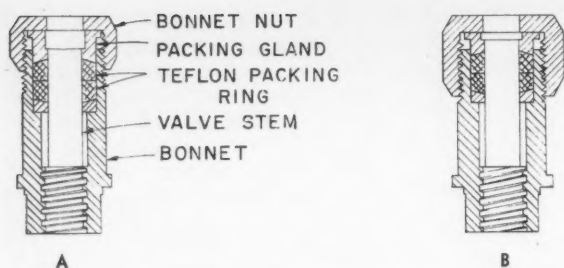 BONNET NUT
PACKING GLAND
TEFLON PACKING
RING
VALVE STEM
BONNET
A
B